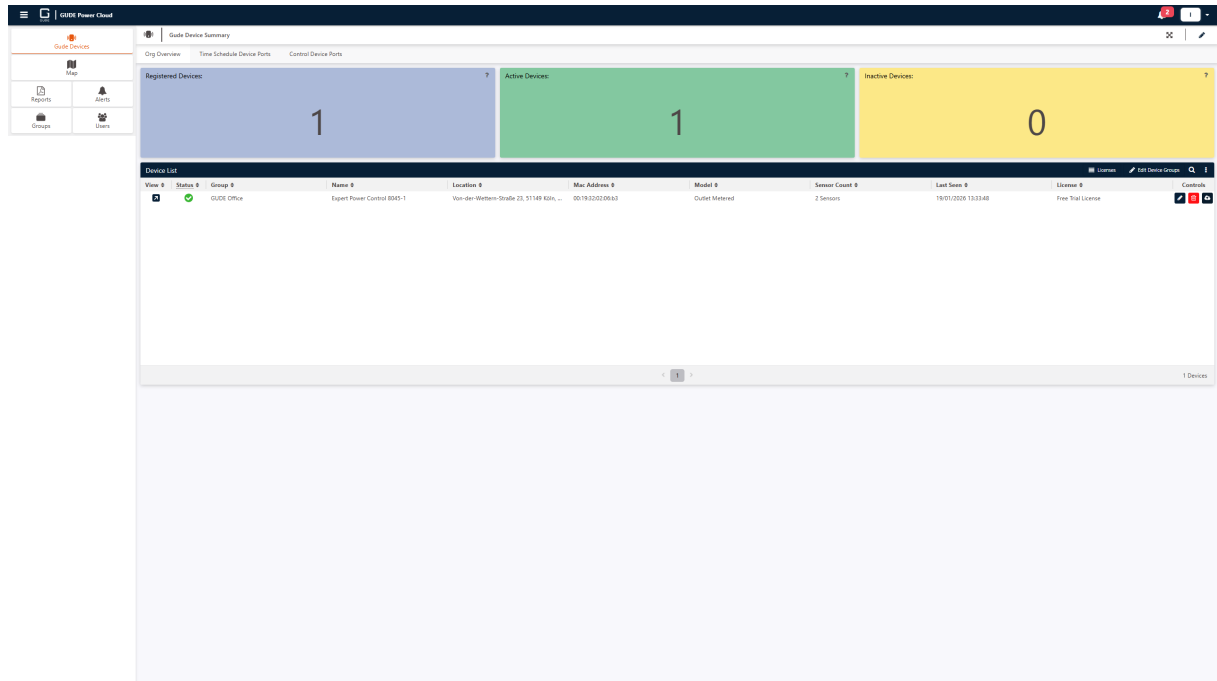 GUDE GUDE Power Cloud 2 I
Gude Devices
Map
Reports Alerts
Groups Users
Gude Device Summary
Org Overview Time Schedule Device Ports Control Device Ports
Registered Devices: ? Active Devices: ? Inactive Devices: ?
1 1 0
Device List Licenses Edit Device Groups
View Status Group Name Location Mac Address Model Sensor Count Last Seen License Controls
GUDE Office Expert Power Control 8045-1 Von-der-Wettern-Straße 23, 51149 Köln, ... 00:19:32:02:06:b3 Outlet Metered 2 Sensors 19/01/2026 13:33:48 Free Trial License
< 1 > 1 Devices